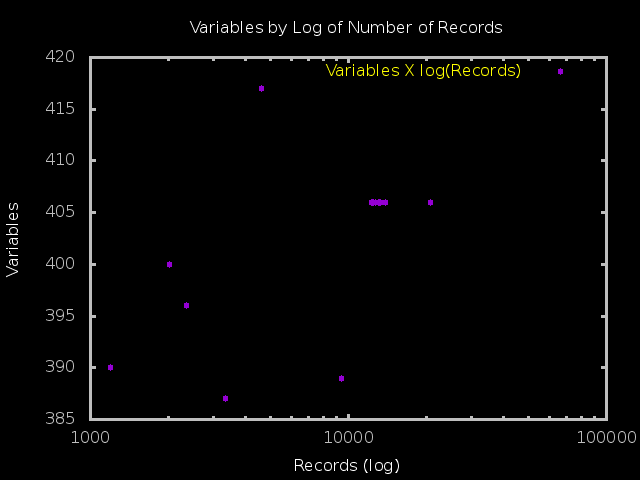 Variables by Log of Number of Records
Variables X log(Records)
420
415
410
405
400
395
390
385
Variables
1000
10000
100000
Records (log)